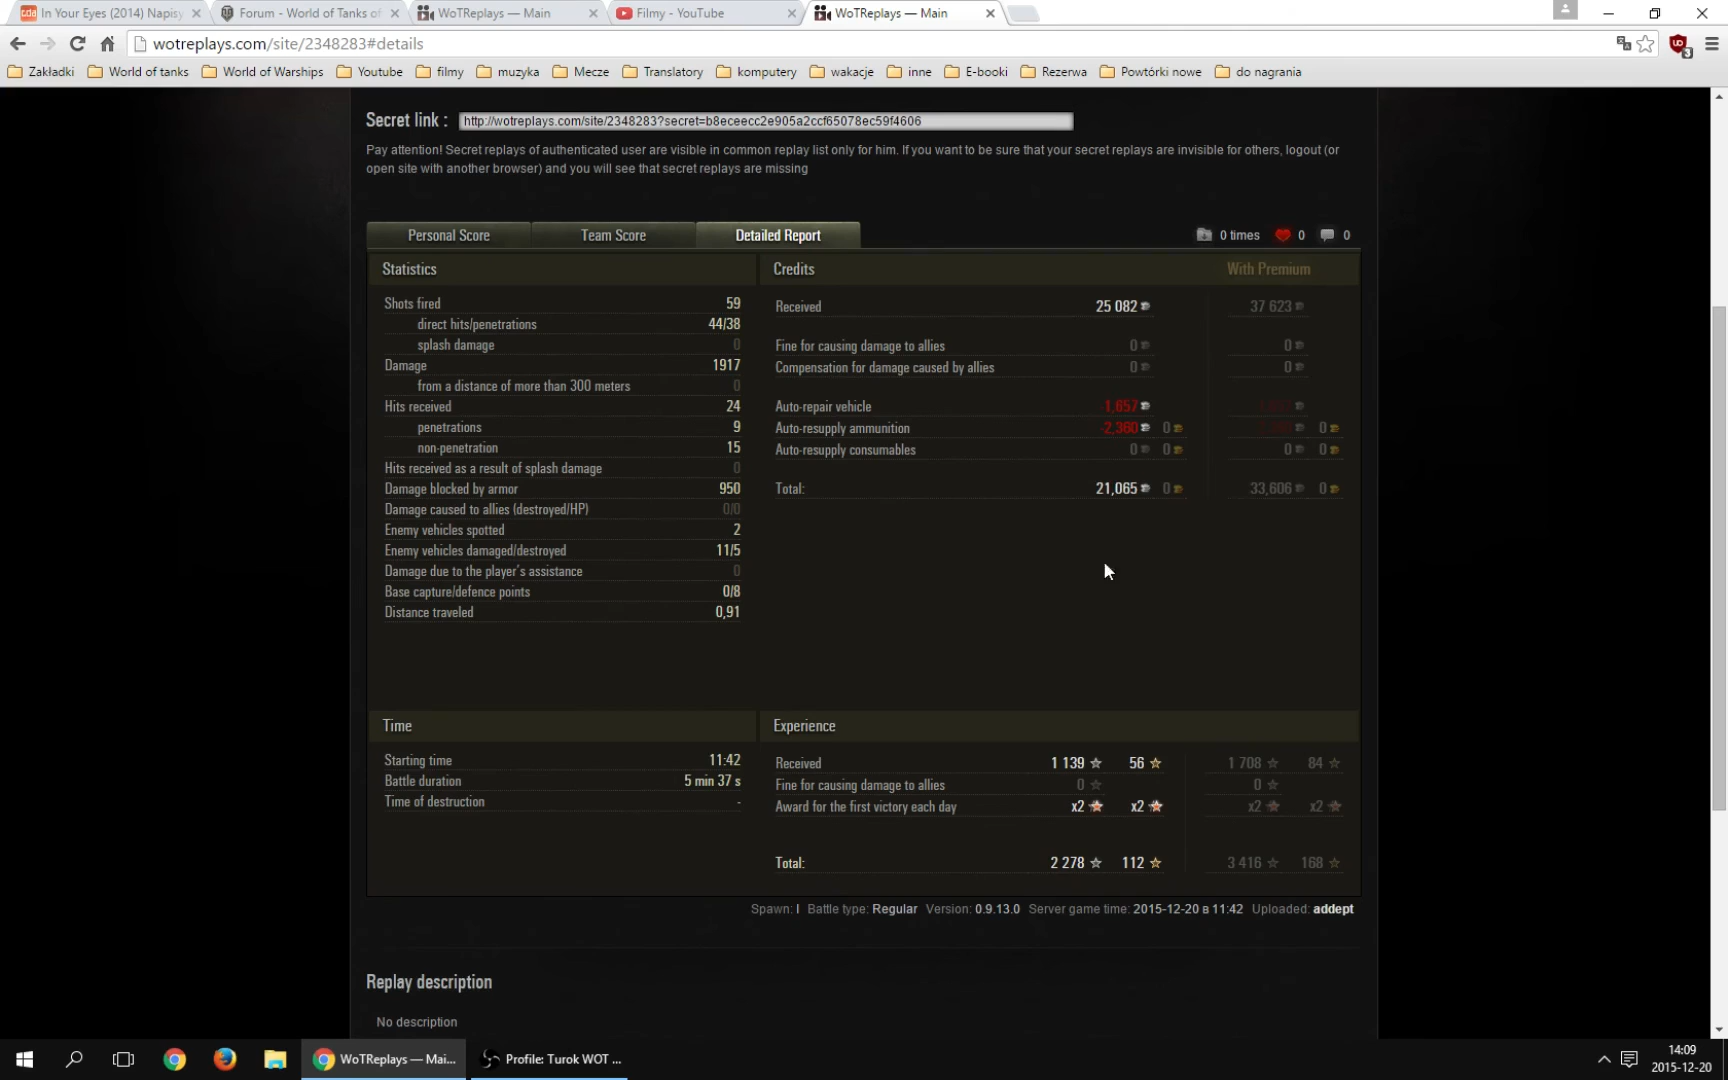 In Your Eyes (2014) Napisy
Forum - World of Tanks of
WoTReplays — Main
Filmy - YouTube
WoTReplays — Main
wotreplays.com/site/2348283#details
3
Zakładki World of tanks World of Warships Youtube filmy muzyka Mecze Translatory komputery wakacje inne E-booki Rezerwa Powtórki nowe do nagrania
Secret link : http://wotreplays.com/site/2348283?secret=b8eceecc2e905a2ccf65078ec59f4606
Pay attention! Secret replays of authenticated user are visible in common replay list only for him. If you want to be sure that your secret replays are invisible for others, logout (or
open site with another browser) and you will see that secret replays are missing
Personal Score Team Score Detailed Report 0 times 0 0
Statistics
Shots fired 59
direct hits/penetrations 44/38
splash damage 0
Damage 1917
from a distance of more than 300 meters 0
Hits received 24
penetrations 9
non-penetration 15
Hits received as a result of splash damage 0
Damage blocked by armor 950
Damage caused to allies (destroyed/HP) 0/0
Enemy vehicles spotted 2
Enemy vehicles damaged/destroyed 11/5
Damage due to the player's assistance 0
Base capture/defence points 0/8
Distance traveled 0,91
Credits With Premium
Received 25 082 37 623
Fine for causing damage to allies 0 0
Compensation for damage caused by allies 0 0
Auto-repair vehicle -1,657
Auto-resupply ammunition -2,360 0 0
Auto-resupply consumables 0 0 0 0
Total: 21,065 0 33,606 0
Time
Starting time 11:42
Battle duration 5 min 37 s
Time of destruction -
Experience
Received 1 139 56 1 708 84
Fine for causing damage to allies 0 0
Award for the first victory each day x2 x2 x2 x2
Total: 2 278 112 3 416 168
Spawn: I Battle type: Regular Version: 0.9.13.0 Server game time: 2015-12-20 в 11:42 Uploaded: addept
Replay description
No description
WoTReplays — Mai...
Profile: Turok WOT ...
14:09
2015-12-20